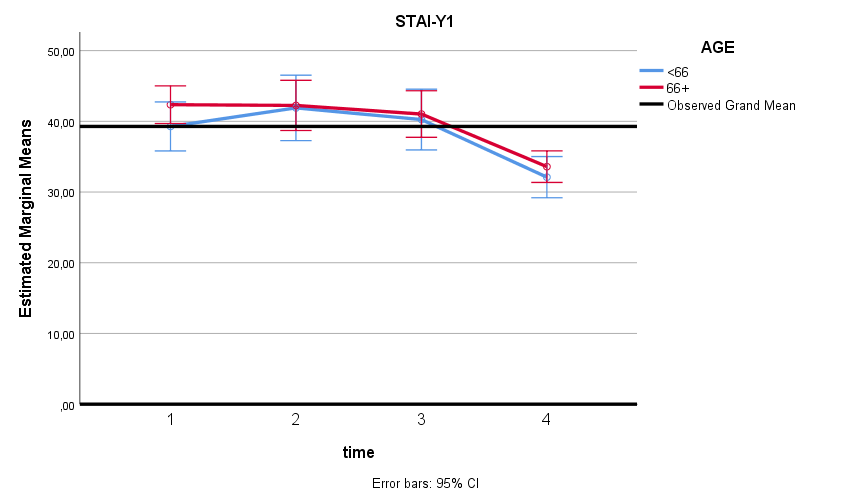 STAI-Y1
AGE
<66
66+
Observed Grand Mean
Estimated Marginal Means
50,00
40,00
30,00
20,00
10,00
,00
1 2 3 4
time
Error bars: 95% CI